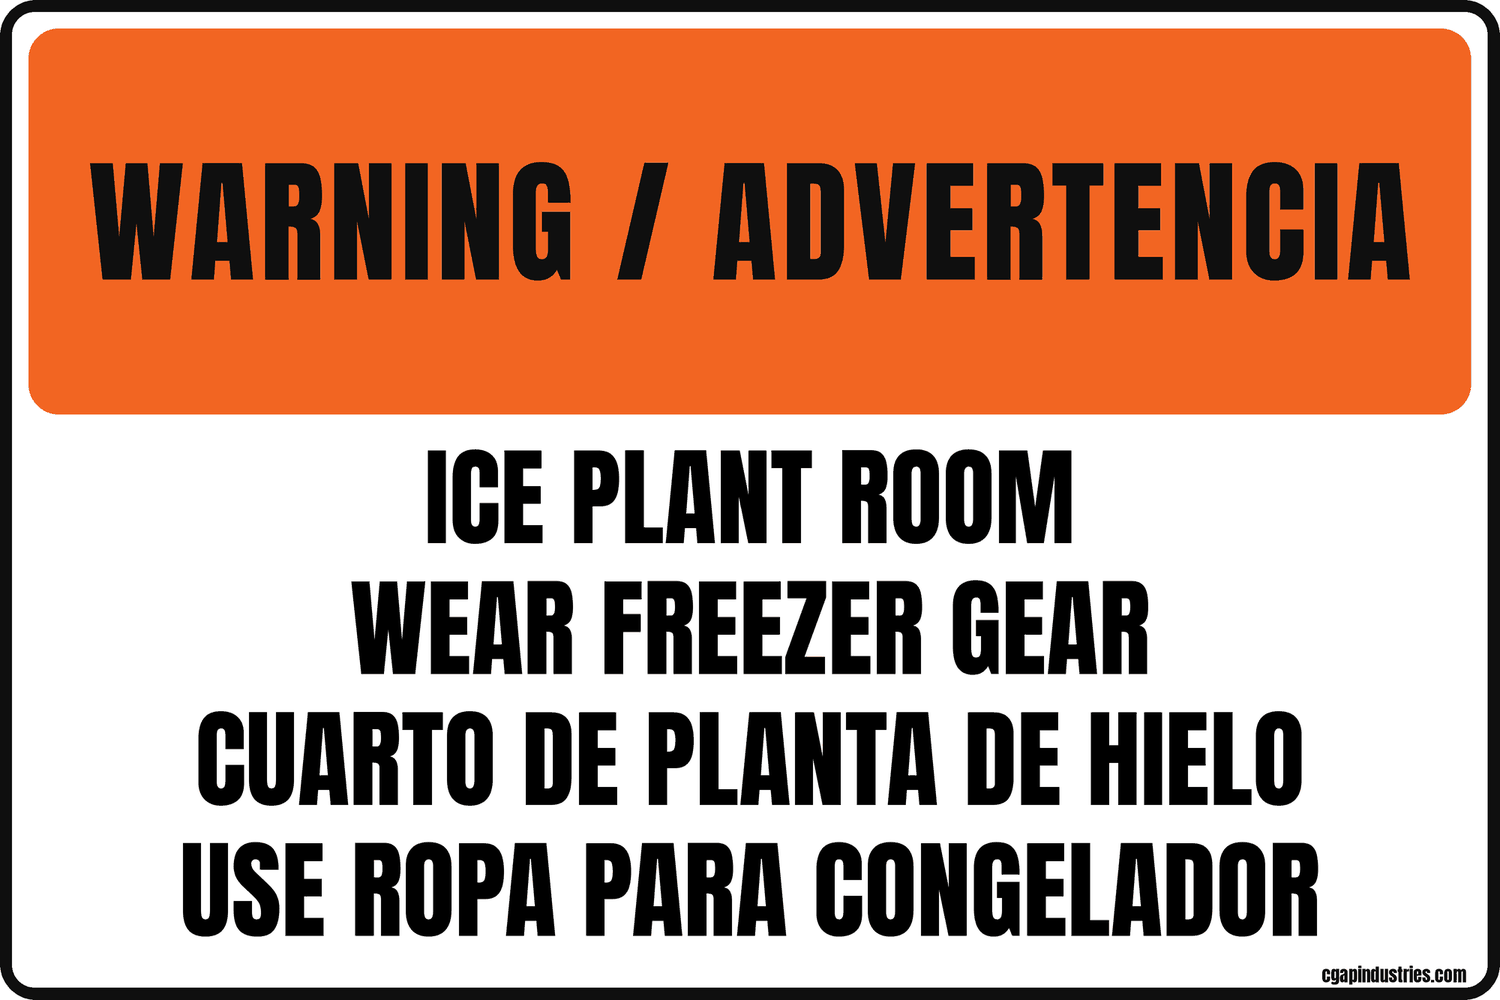 WARNING / ADVERTENCIA
ICE PLANT ROOM
WEAR FREEZER GEAR
CUARTO DE PLANTA DE HIELO
USE ROPA PARA CONGELADOR
cgapindustries.com